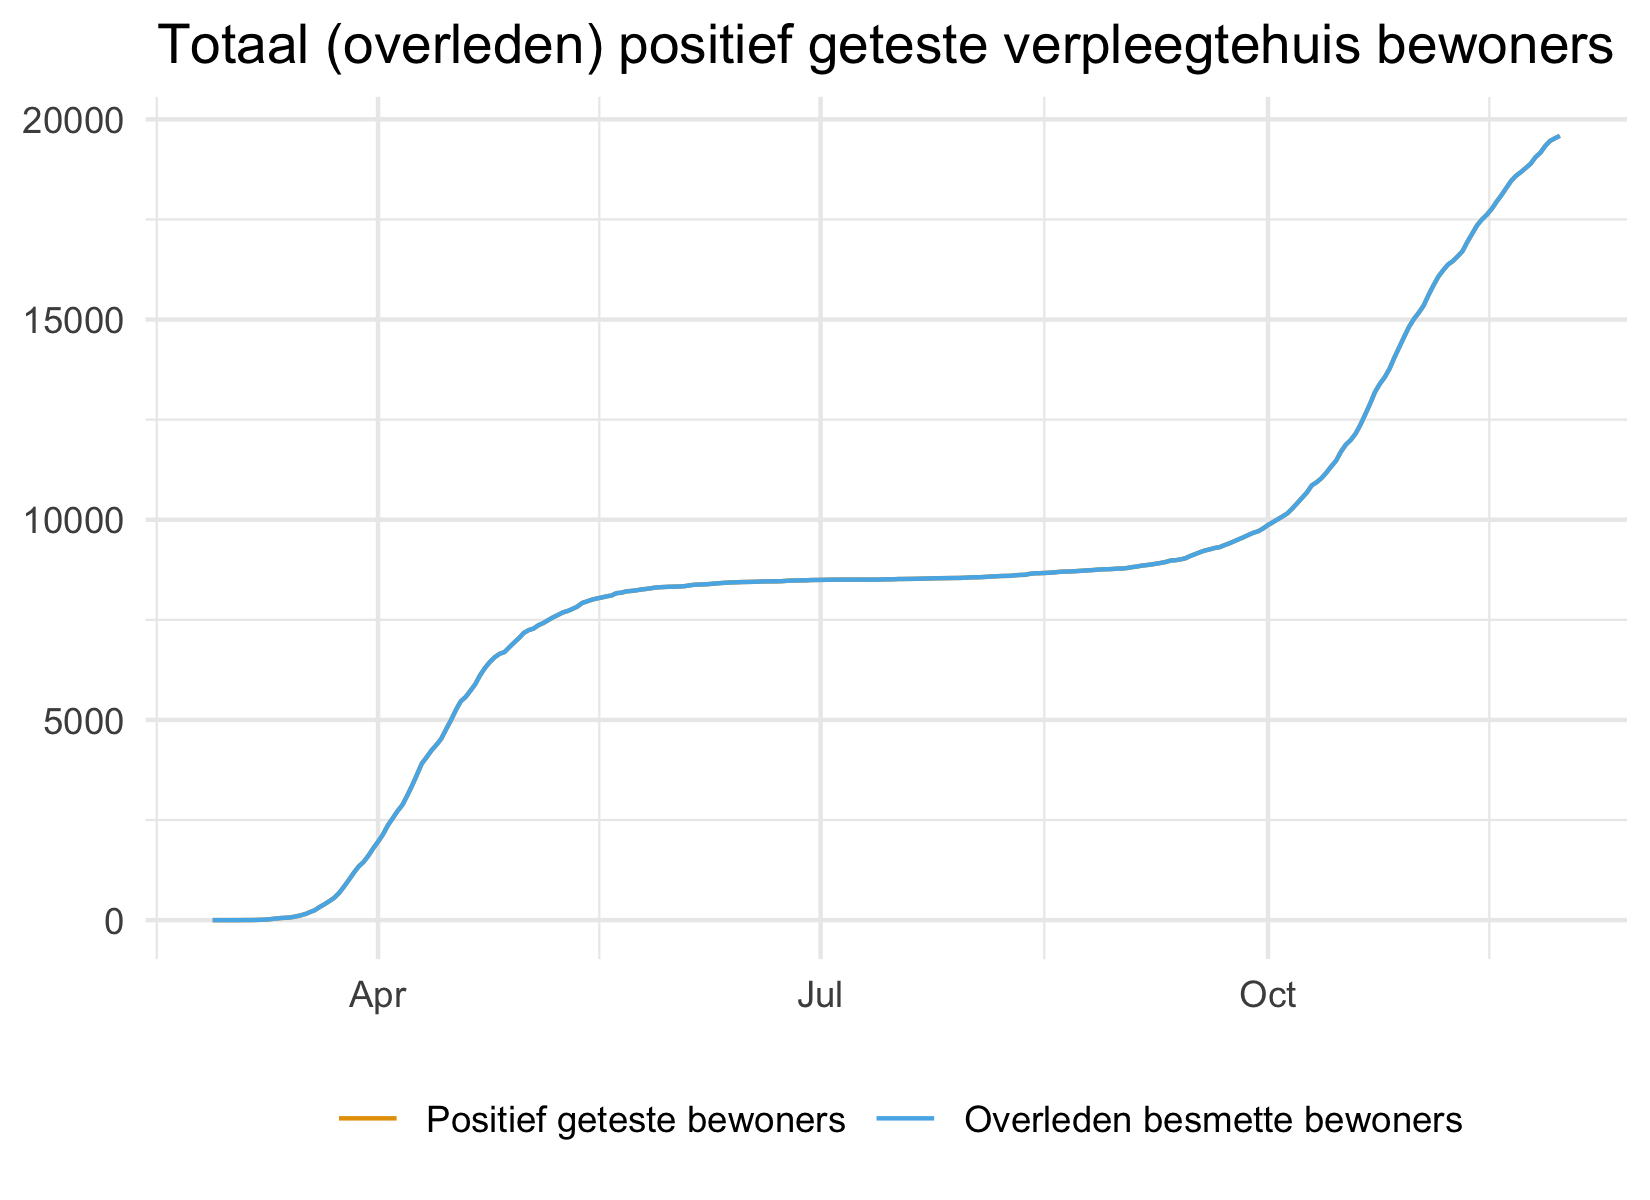 Totaal (overleden) positief geteste verpleegtehuis bewoners
20000
15000
10000
5000
0
Apr Jul Oct
Positief geteste bewoners Overleden besmette bewoners